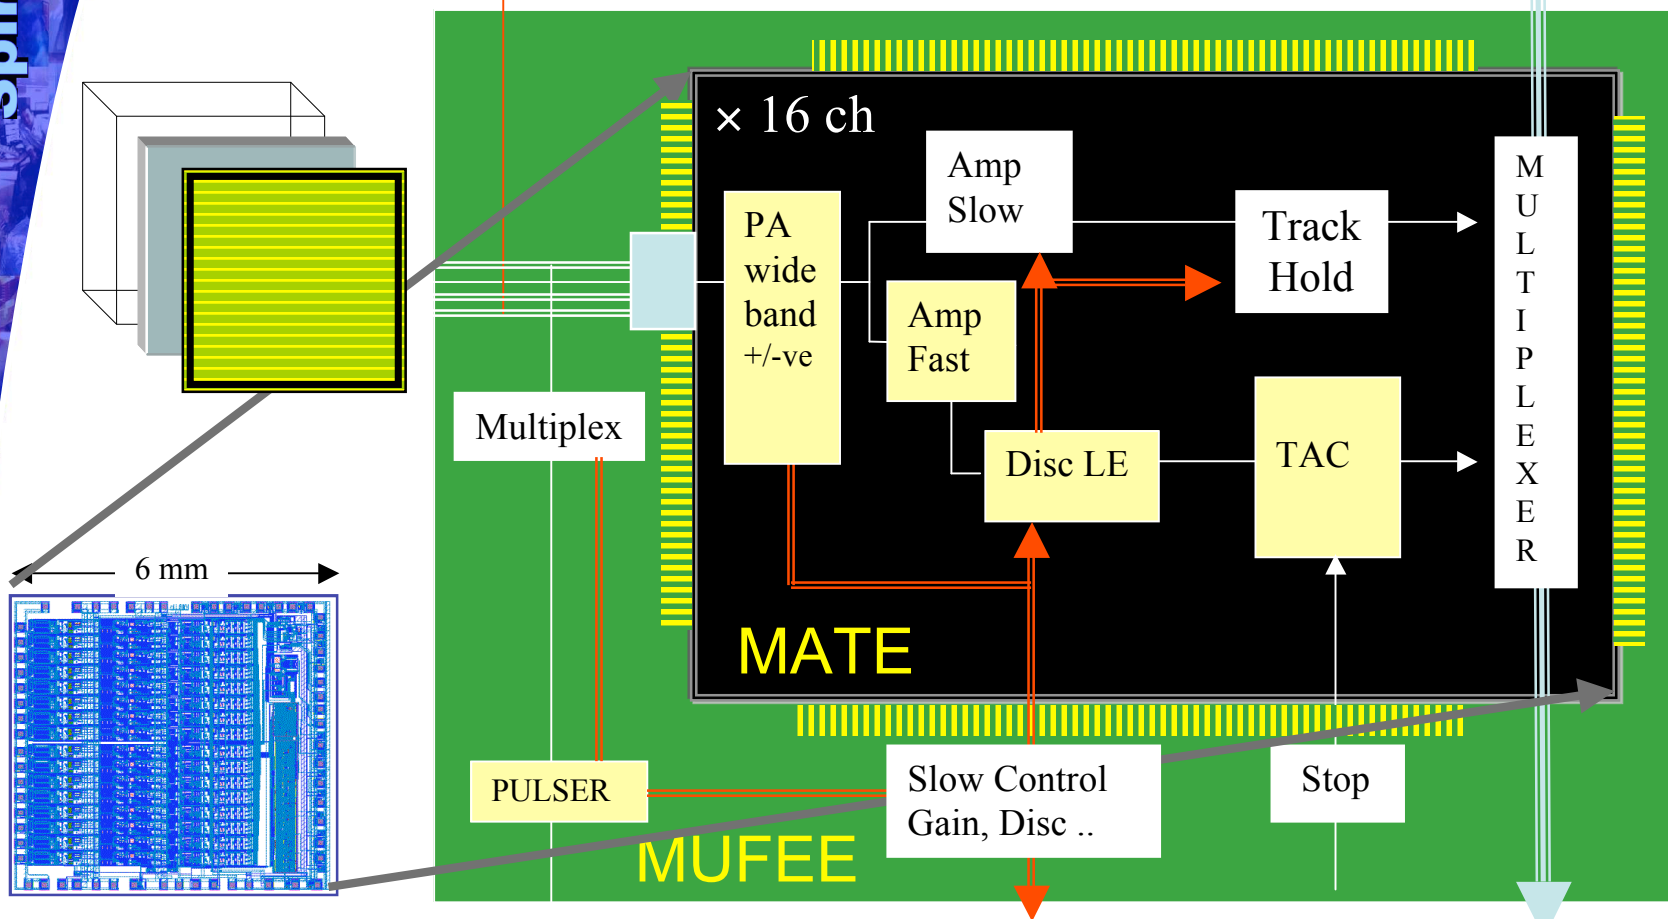 × 16 ch
Amp
Slow
PA
wide
band
+/-ve
Track
Hold
Amp
Fast
Multiplex
Disc LE
TAC
M
U
L
T
I
P
L
E
X
E
R
6 mm
MATE
PULSER
Slow Control
Gain, Disc ..
Stop
MUFEE